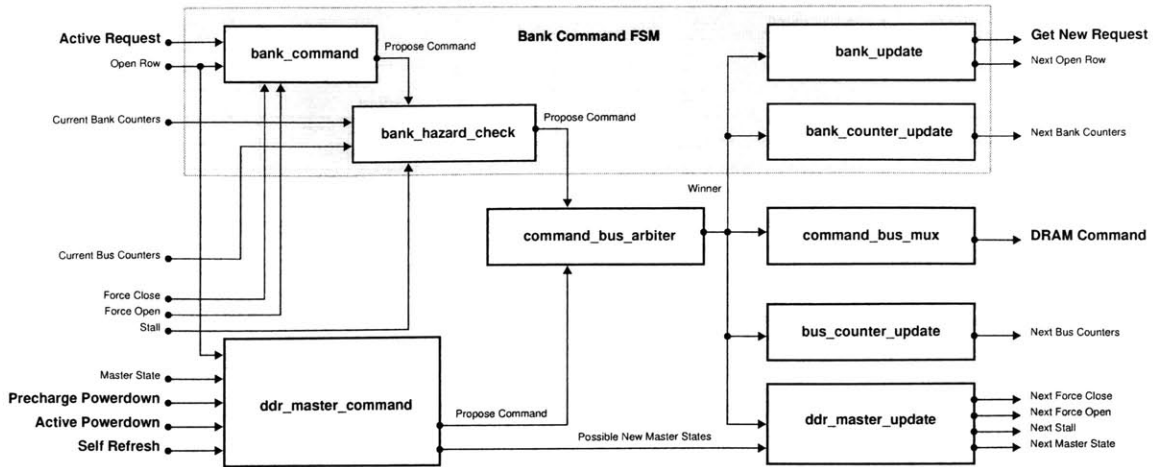 Active Request
Open Row
Current Bank Counters
Current Bus Counters
Force Close
Force Open
Stall
Master State
Precharge Powerdown
Active Powerdown
Self Refresh
Bank Command FSM
bank_command
Propose Command
bank_hazard_check
Propose Command
command_bus_arbiter
Winner
ddr_master_command
Propose Command
Possible New Master States
bank_update
bank_counter_update
command_bus_mux
bus_counter_update
ddr_master_update
Get New Request
Next Open Row
Next Bank Counters
DRAM Command
Next Bus Counters
Next Force Close
Next Force Open
Next Stall
Next Master State